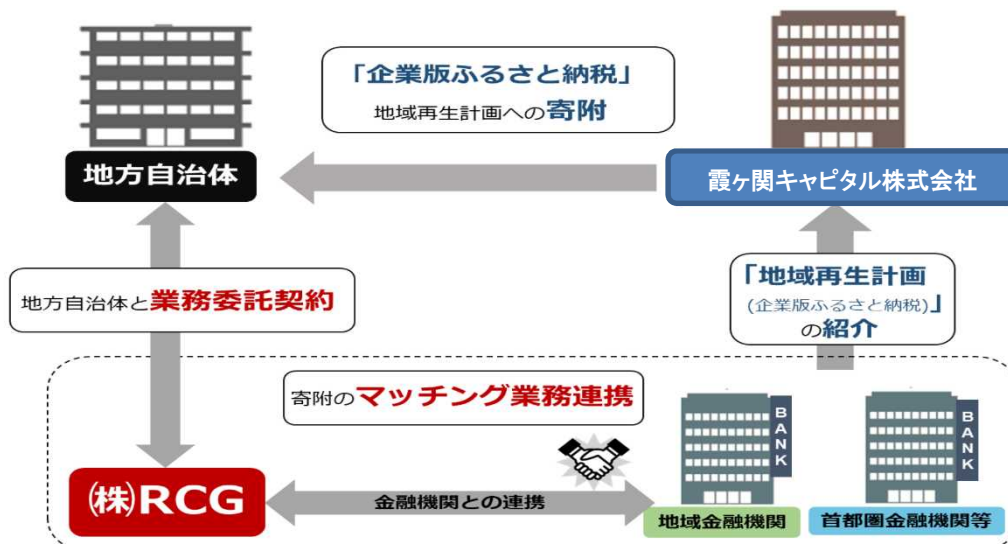 「企業版ふるさと納税」
地域再生計画への寄附
地方自治体
霞ヶ関キャピタル株式会社
地方自治体と業務委託契約
「地域再生計画
(企業版ふるさと納税)」
の紹介
寄附のマッチング業務連携
BANK
BANK
㈱RCG
金融機関との連携
地域金融機関
首都圏金融機関等